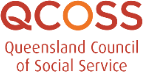 QCOSS
Queensland Council
of Social Service